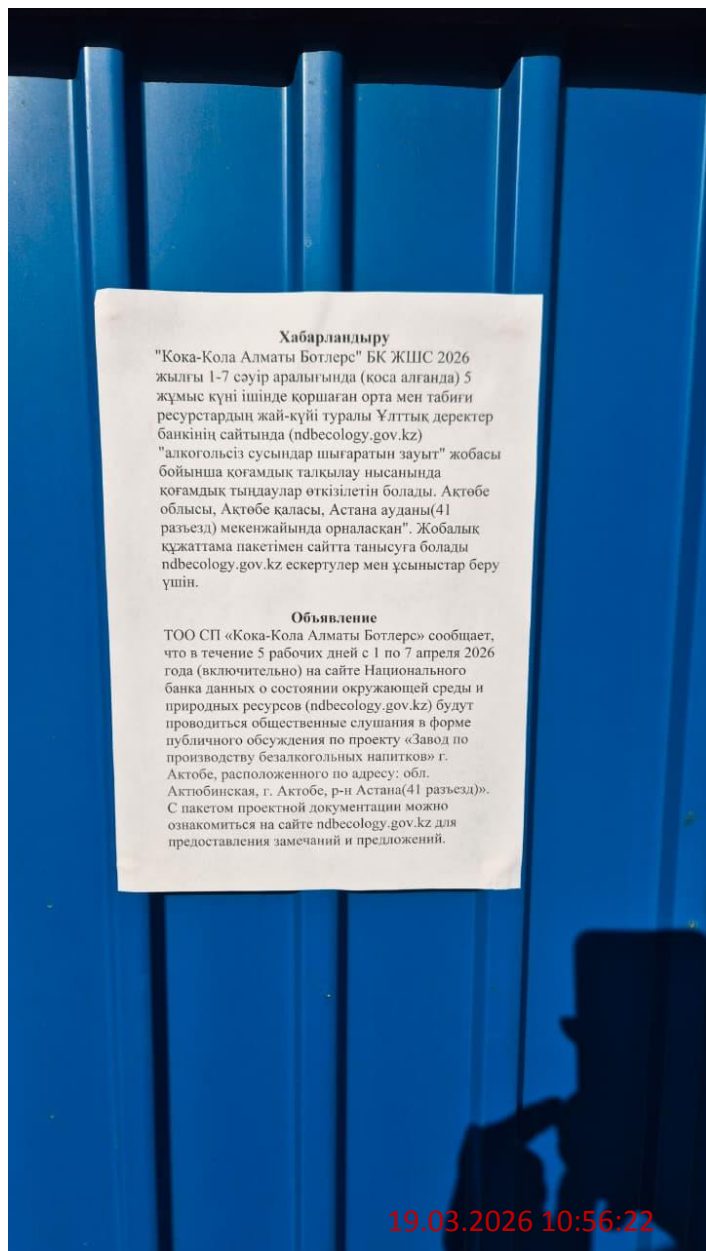 Хабарландыру
"Кока-Кола Алматы Ботлерс" БК ЖШС 2026
жылғы 1-7 сәуір аралығында (қоса алғанда) 5
жұмыс күні ішінде қоршаған орта мен табиғи
ресурстардың жай-күйі туралы Ұлттық деректер
банкінің сайтында (ndbecology.gov.kz)
"алкогольсіз сусындар шығаратын зауыт" жобасы
бойынша қоғамдық талқылау нысанында
қоғамдық тыңдаулар өткізілетін болады. Ақтөбе
облысы, Ақтөбе қаласы, Астана ауданы(41
разъезд) мекенжайында орналасқан". Жобалық
құжаттама пакетімен сайтта танысуға болады
ndbecology.gov.kz ескертулер мен ұсыныстар беру
үшін.
Объявление
ТОО СП «Кока-Кола Алматы Ботлерс» сообщает,
что в течение 5 рабочих дней с 1 по 7 апреля 2026
года (включительно) на сайте Национального
банка данных о состоянии окружающей среды и
природных ресурсов (ndbecology.gov.kz) будут
проводиться общественные слушания в форме
публичного обсуждения по проекту «Завод по
производству безалкогольных напитков» г.
Актобе, расположенного по адресу: обл.
Актюбинская, г. Актобе, р-н Астана(41 разъезд)».
С пакетом проектной документации можно
ознакомиться на сайте ndbecology.gov.kz для
предоставления замечаний и предложений.
19.03.2026 10:56:22